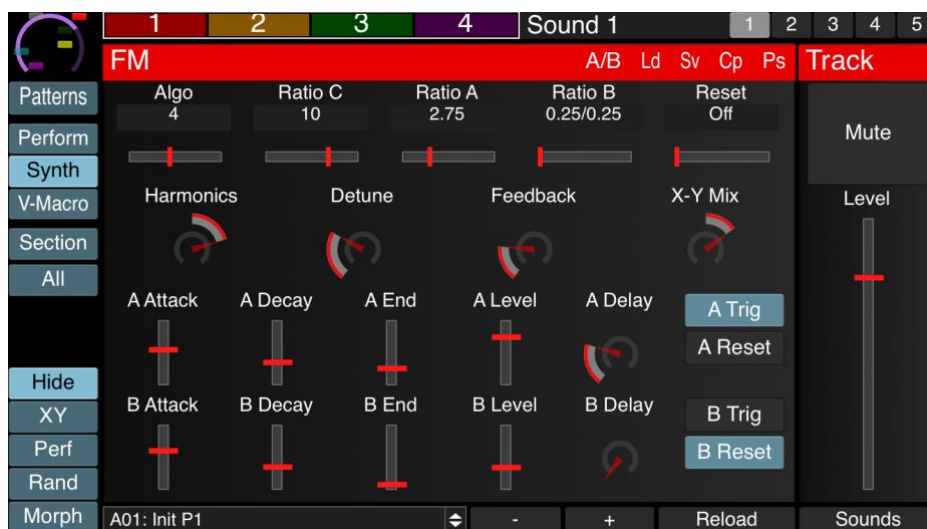 1 2 3 4 Sound 1 1 2 3 4 5
FM A/B Ld Sv Cp Ps Track
Patterns
Perform
Synth
V-Macro
Section
All
Hide
XY
Perf
Rand
Morph
Algo Ratio C Ratio A Ratio B Reset
4 10 2.75 0.25/0.25 Off
Mute
Harmonics Detune Feedback X-Y Mix
Level
A Attack A Decay A End A Level A Delay
A Trig
A Reset
B Attack B Decay B End B Level B Delay
B Trig
B Reset
A01: Init P1 - + Reload Sounds